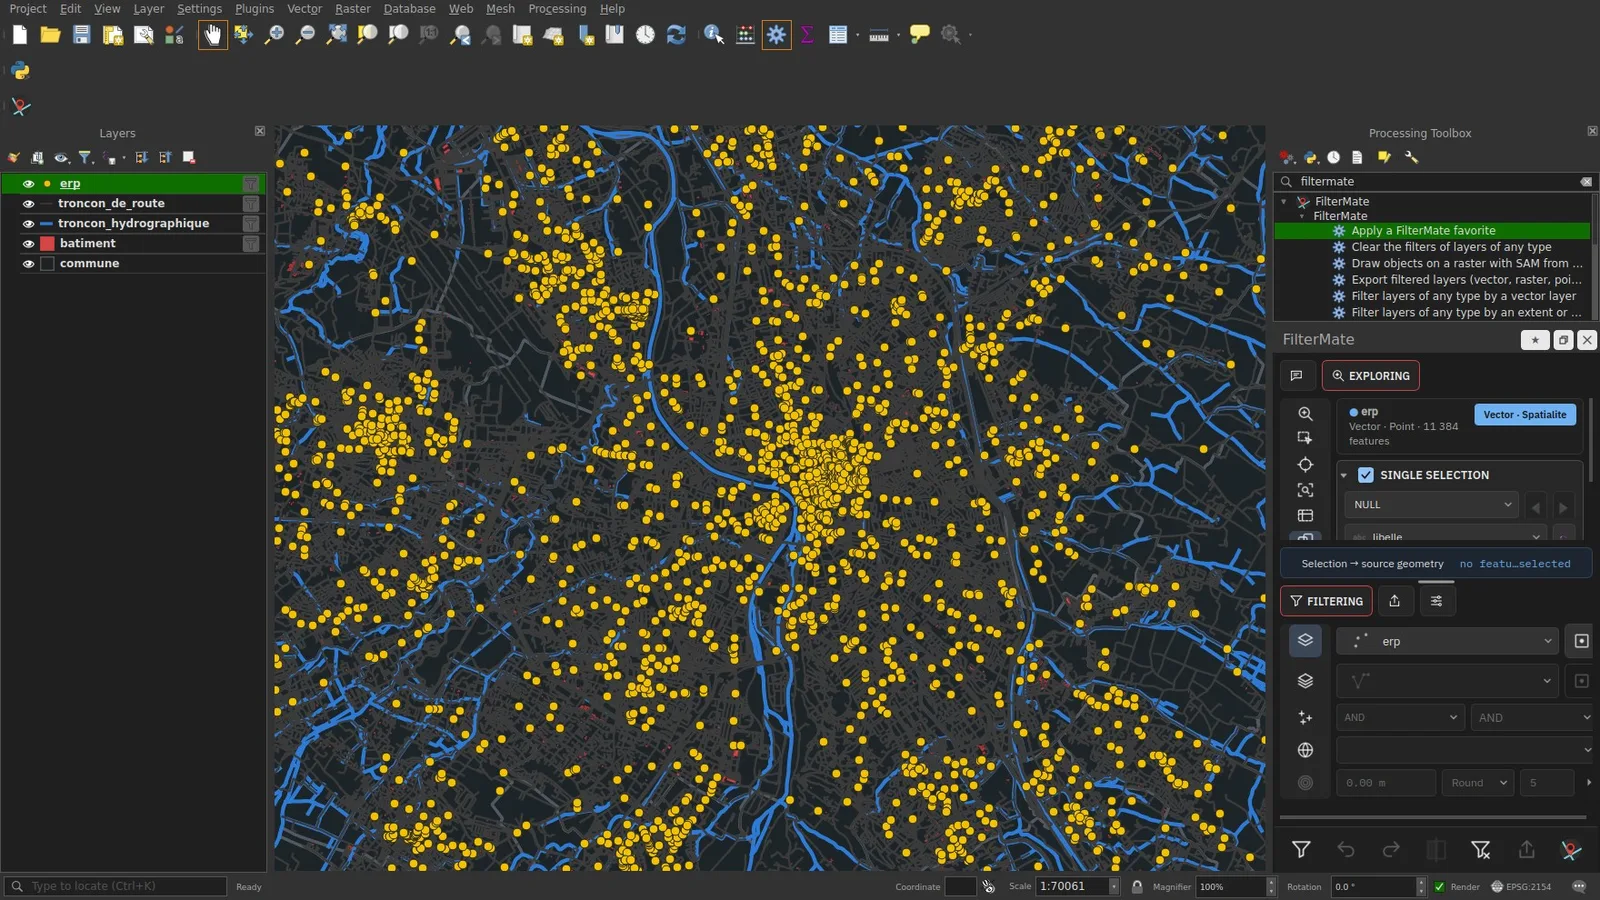 Project Edit View Layer Settings Plugins Vector Raster Database Web Mesh Processing Help
Layers
erp
troncon_de_route
troncon_hydrographique
batiment
commune
Processing Toolbox
filtermate
FilterMate
FilterMate
Apply a FilterMate favorite
Clear the filters of layers of any type
Draw objects on a raster with SAM from ...
Export filtered layers (vector, raster, poi...
Filter layers of any type by a vector layer
Filter layers of any type by an extent or ...
FilterMate
EXPLORING
erp
Vector · Spatialite
Vector · Point · 11 384
features
SINGLE SELECTION
NULL
libelle
Selection → source geometry no featu...selected
FILTERING
erp
AND AND
0.00 m Round 5
Type to locate (Ctrl+K) Ready Coordinate Scale 1:70061 Magnifier 100% Rotation 0.0 ° Render EPSG:2154